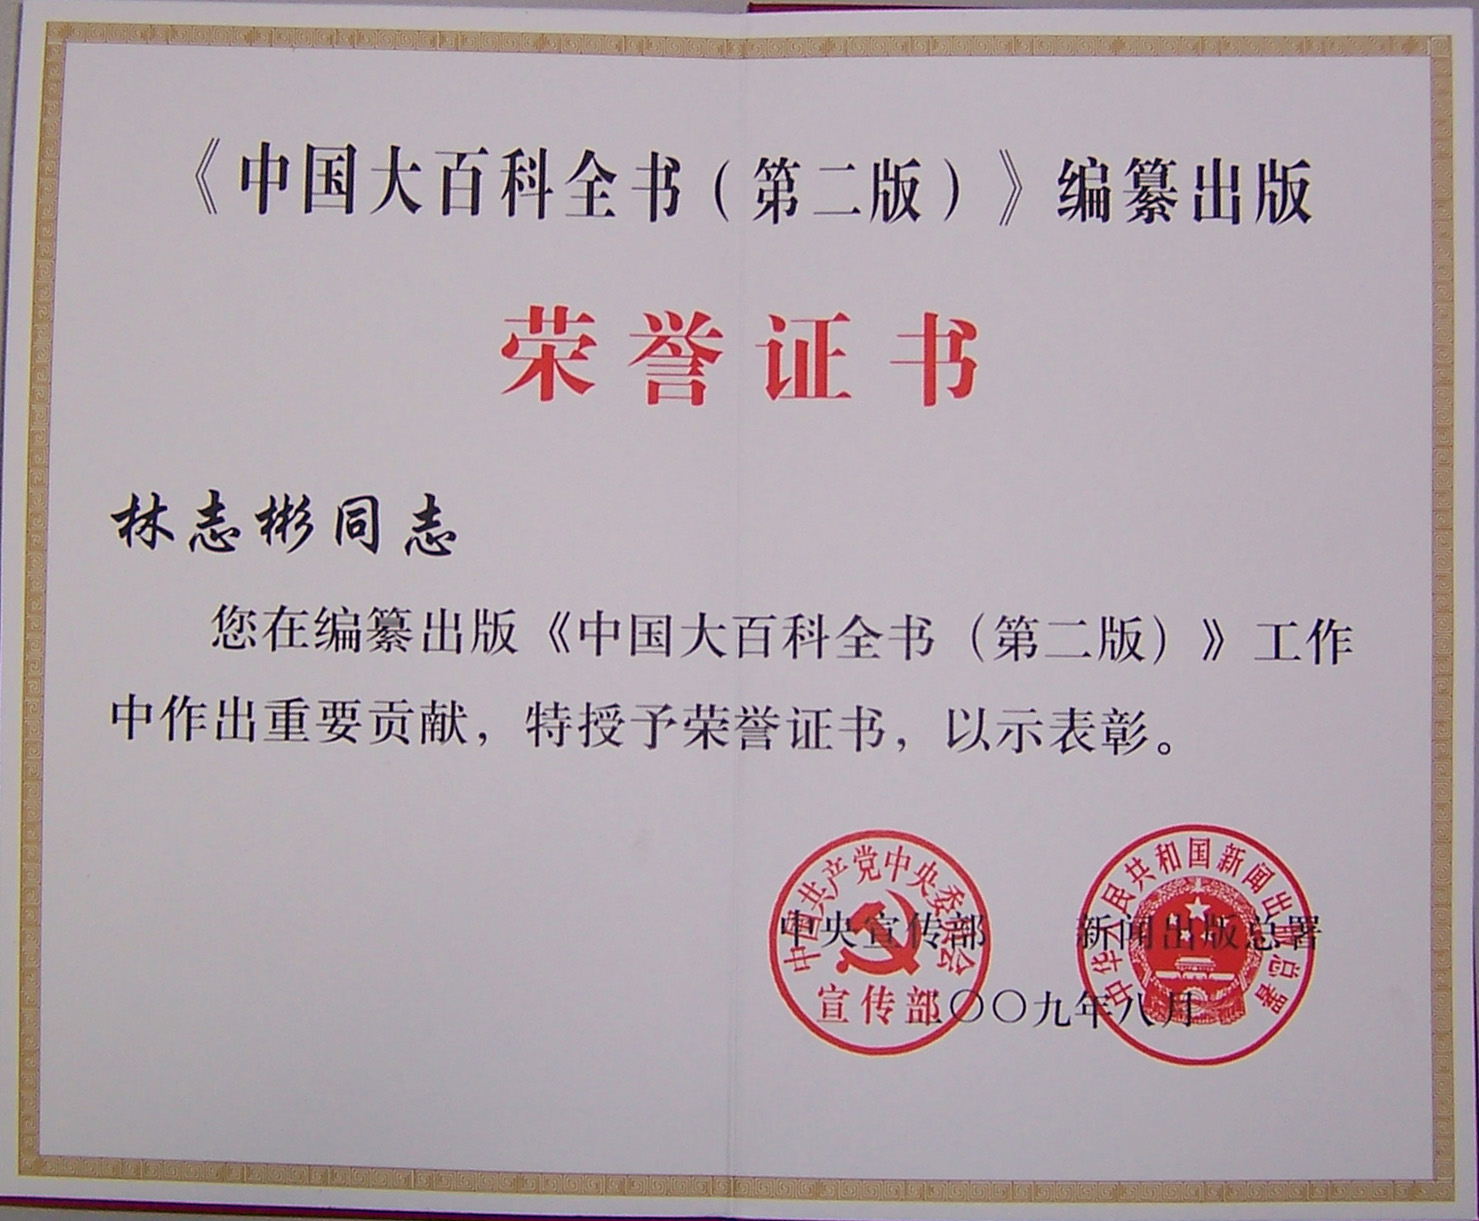 《中国大百科全书（第二版）》编纂出版
荣誉证书
林志彬同志
您在编纂出版《中国大百科全书（第二版）》工作
中作出重要贡献，特授予荣誉证书，以示表彰。
中国共产党中央委员会
宣传部
中央宣传部
中华人民共和国新闻出版总署
新闻出版总署
二〇〇九年八月